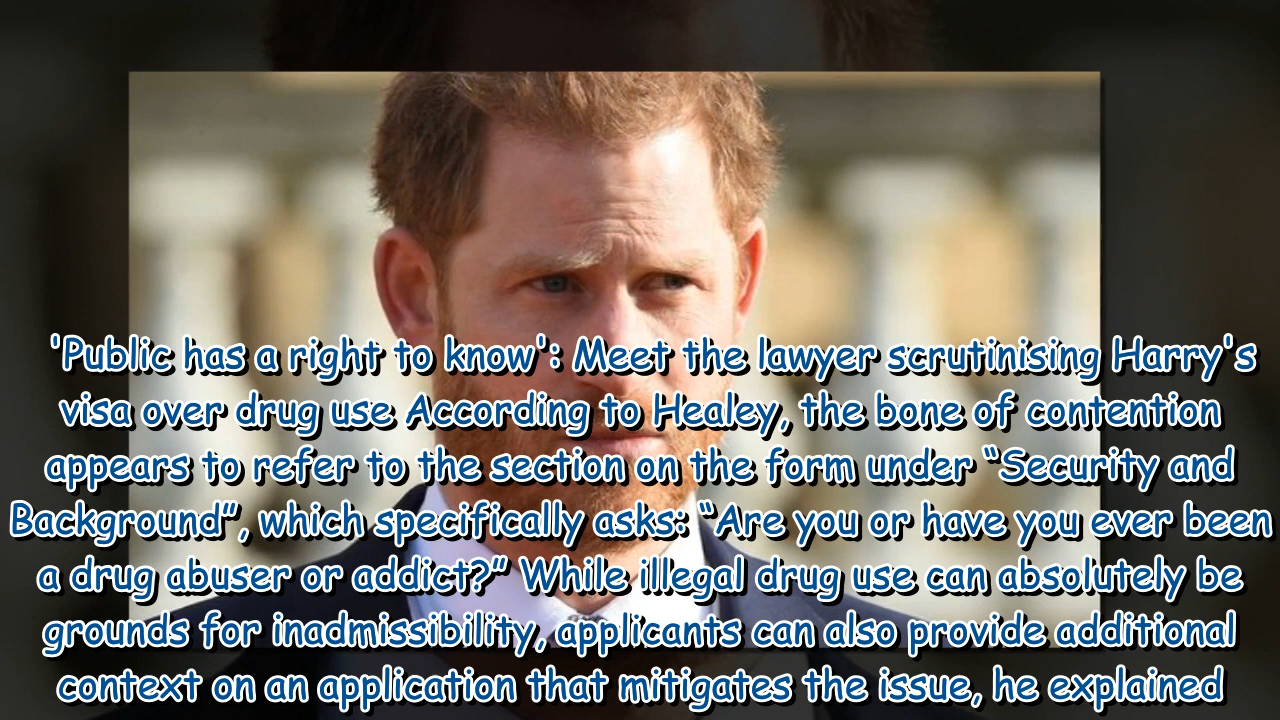 'Public has a right to know': Meet the lawyer scrutinising Harry's
visa over drug use According to Healey, the bone of contention
appears to refer to the section on the form under “Security and
Background”, which specifically asks: “Are you or have you ever been
a drug abuser or addict?” While illegal drug use can absolutely be
grounds for inadmissibility, applicants can also provide additional
context on an application that mitigates the issue, he explained